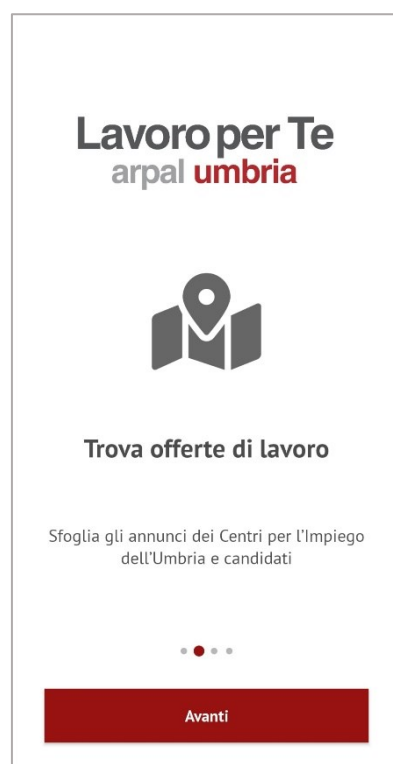 Lavoro per Te
arpal umbria
Trova offerte di lavoro
Sfoglia gli annunci dei Centri per l'Impiego
dell'Umbria e candidati
Avanti